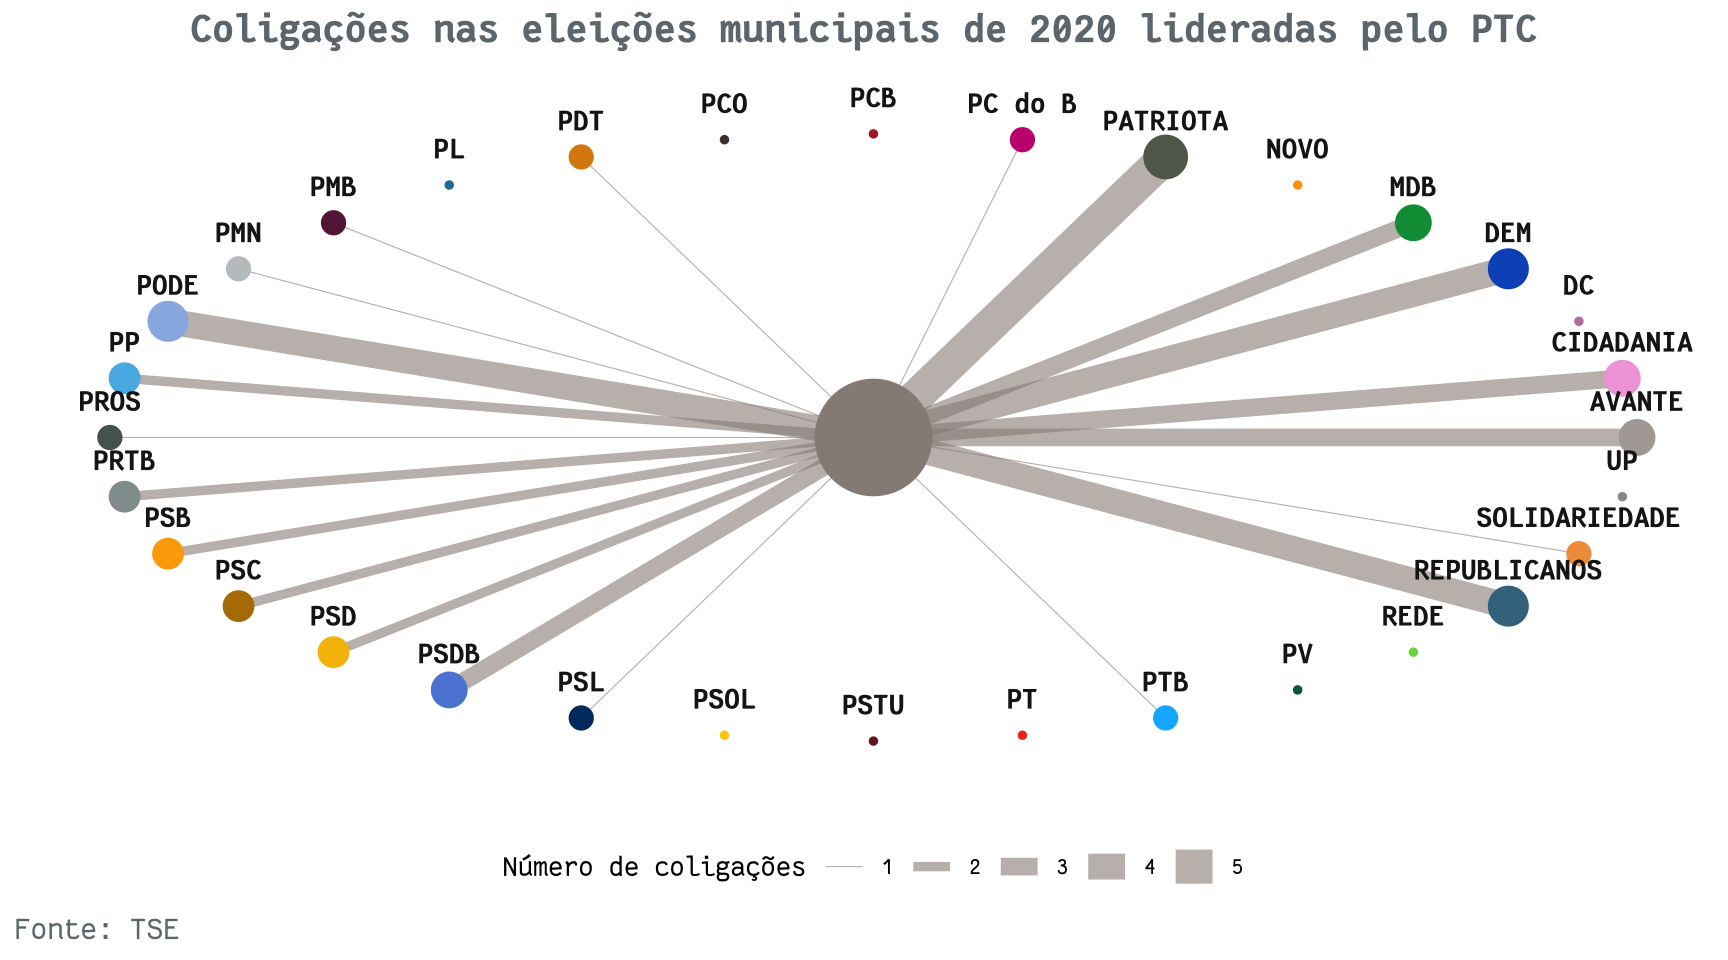 Coligações nas eleições municipais de 2020 lideradas pelo PTC
PCB
PCO
PC do B
PDT
PATRIOTA
PL
NOVO
PMB
MDB
PMN
DEM
PODE
DC
PP
CIDADANIA
PROS
AVANTE
PRTB
UP
PSB
SOLIDARIEDADE
PSC
REPUBLICANOS
PSD
REDE
PSDB
PV
PSL
PTB
PSOL
PT
PSTU
Número de coligações 1 2 3 4 5
Fonte: TSE